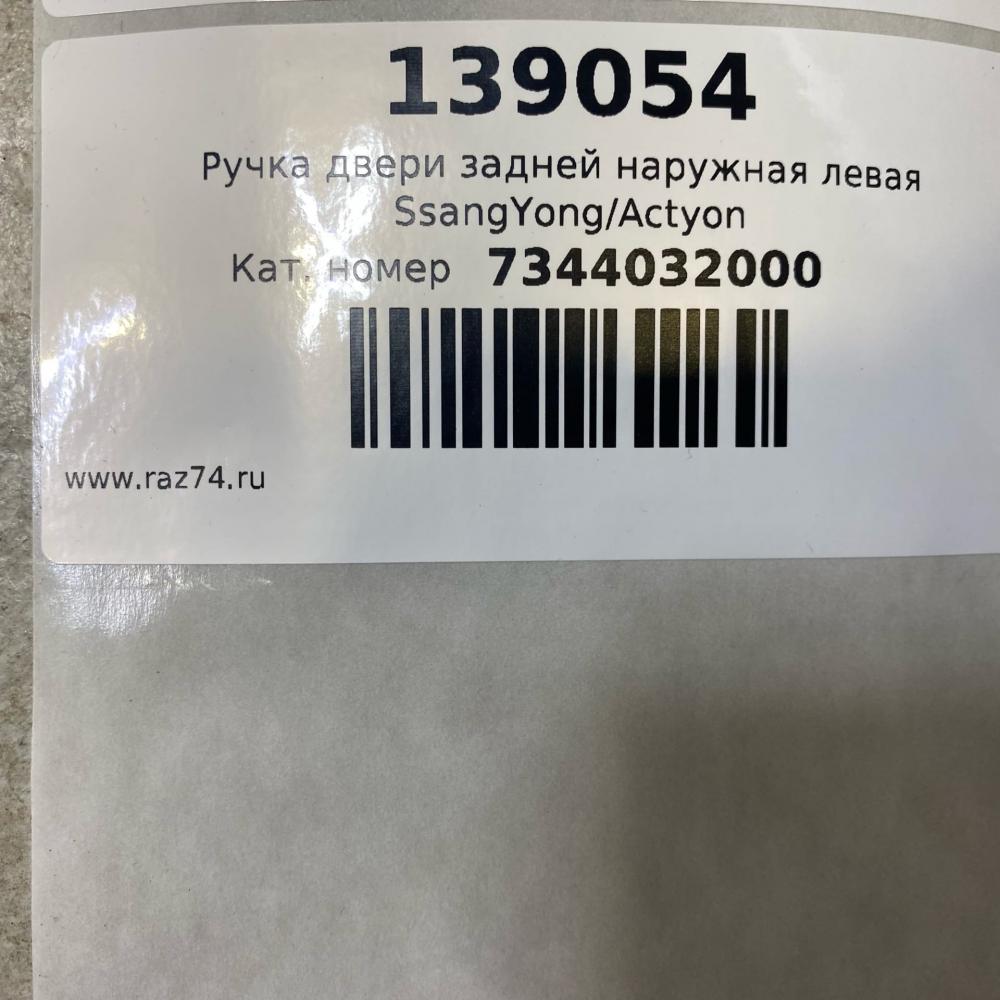 139054
Ручка двери задней наружная левая
SsangYong/Actyon
Кат. номер 7344032000
www.raz74.ru